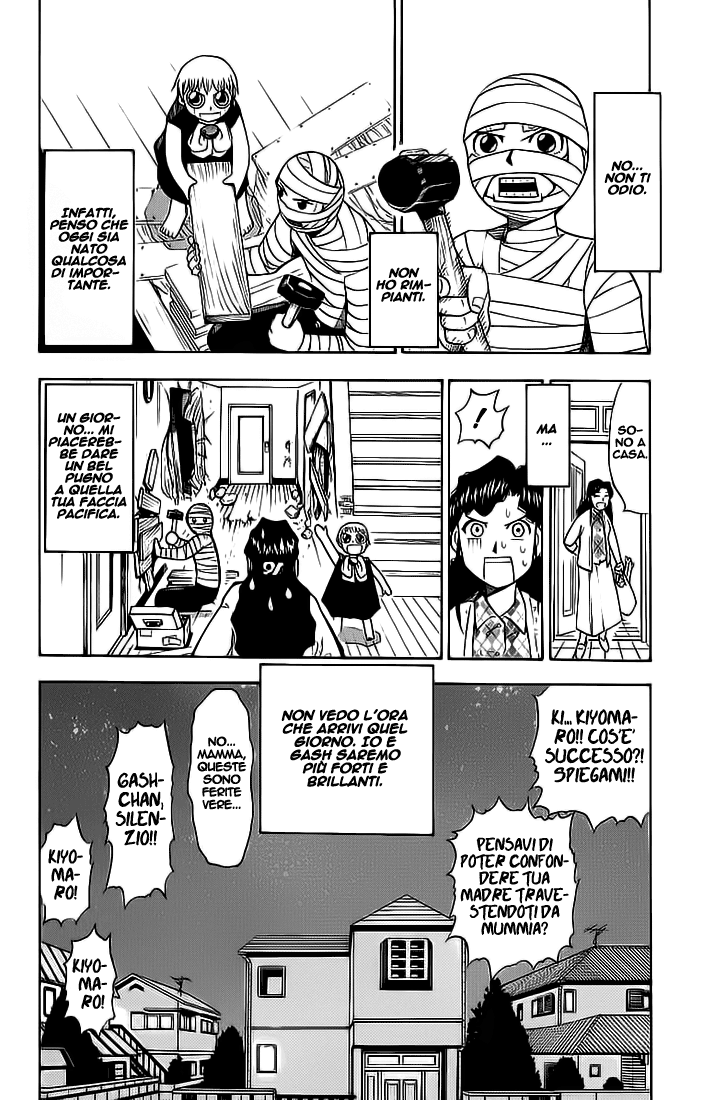 NO...
NON TI
ODIO.
NON
HO RIM-
PIANTI.
INFATTI,
PENSO CHE
OGGI SIA
NATO
QUALCOSA
DI IMPOR-
TANTE.
SO-
NO A
CASA.
MA
...
!
UN GIOR-
NO... MI
PIACEREB-
BE DARE
UN BEL
PUGNO
A QUELLA
TUA FACCIA
PACIFICA.
KI... KIYOMA-
RO!! COS'E'
SUCCESSO?!
SPIEGAMI!!
NON VEDO L'ORA
CHE ARRIVI QUEL
GIORNO. IO E
GASH SAREMO
PIÙ FORTI E
BRILLANTI.
NO...
MAMMA,
QUESTE
SONO
FERITE
VERE...
GASH-
CHAN,
SILEN-
ZIO!!
PENSAVI DI
POTER CONFON-
DERE TUA
MADRE TRAVE-
STENDOTI DA
MUMMIA?
KIYO-
MA-
RO!
KIYO-
MA-
RO!